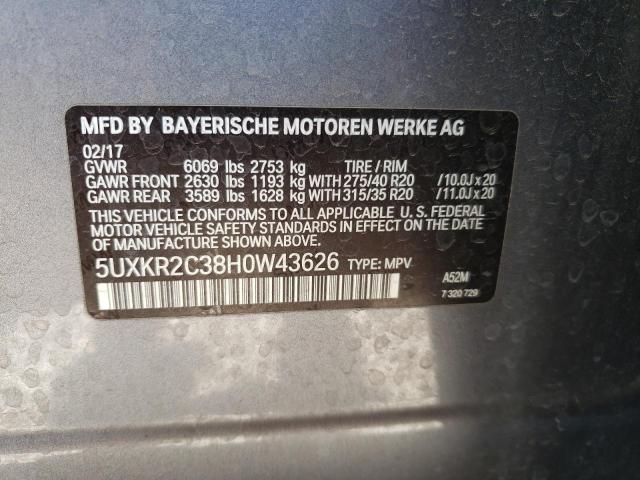 MFD BY BAYERISCHE MOTOREN WERKE AG
02/17
GVWR 6069 lbs 2753 kg TIRE / RIM
GAWR FRONT 2630 lbs 1193 kg WITH 275/40 R20 /10.0J x 20
GAWR REAR 3589 lbs 1628 kg WITH 315/35 R20 /11.0J x 20
THIS VEHICLE CONFORMS TO ALL APPLICABLE U. S. FEDERAL
MOTOR VEHICLE SAFETY STANDARDS IN EFFECT ON THE DATE
OF MANUFACTURE SHOWN ABOVE.
5UXKR2C38H0W43626 TYPE: MPV A52M
7 320 729